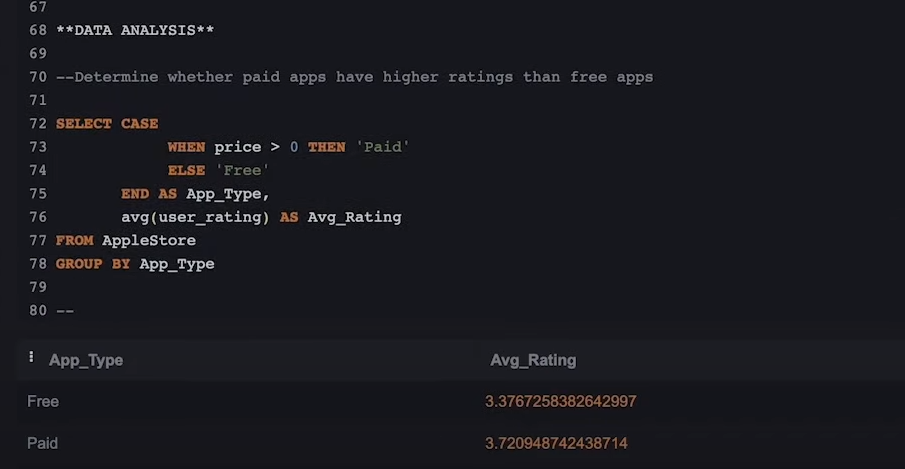 67
68 **DATA ANALYSIS**
69
70 --Determine whether paid apps have higher ratings than free apps
71
72 SELECT CASE
73 WHEN price > 0 THEN 'Paid'
74 ELSE 'Free'
75 END AS App_Type,
76 avg(user_rating) AS Avg_Rating
77 FROM AppleStore
78 GROUP BY App_Type
79
80 --
App_Type Avg_Rating
Free 3.3767258382642997
Paid 3.720948742438714